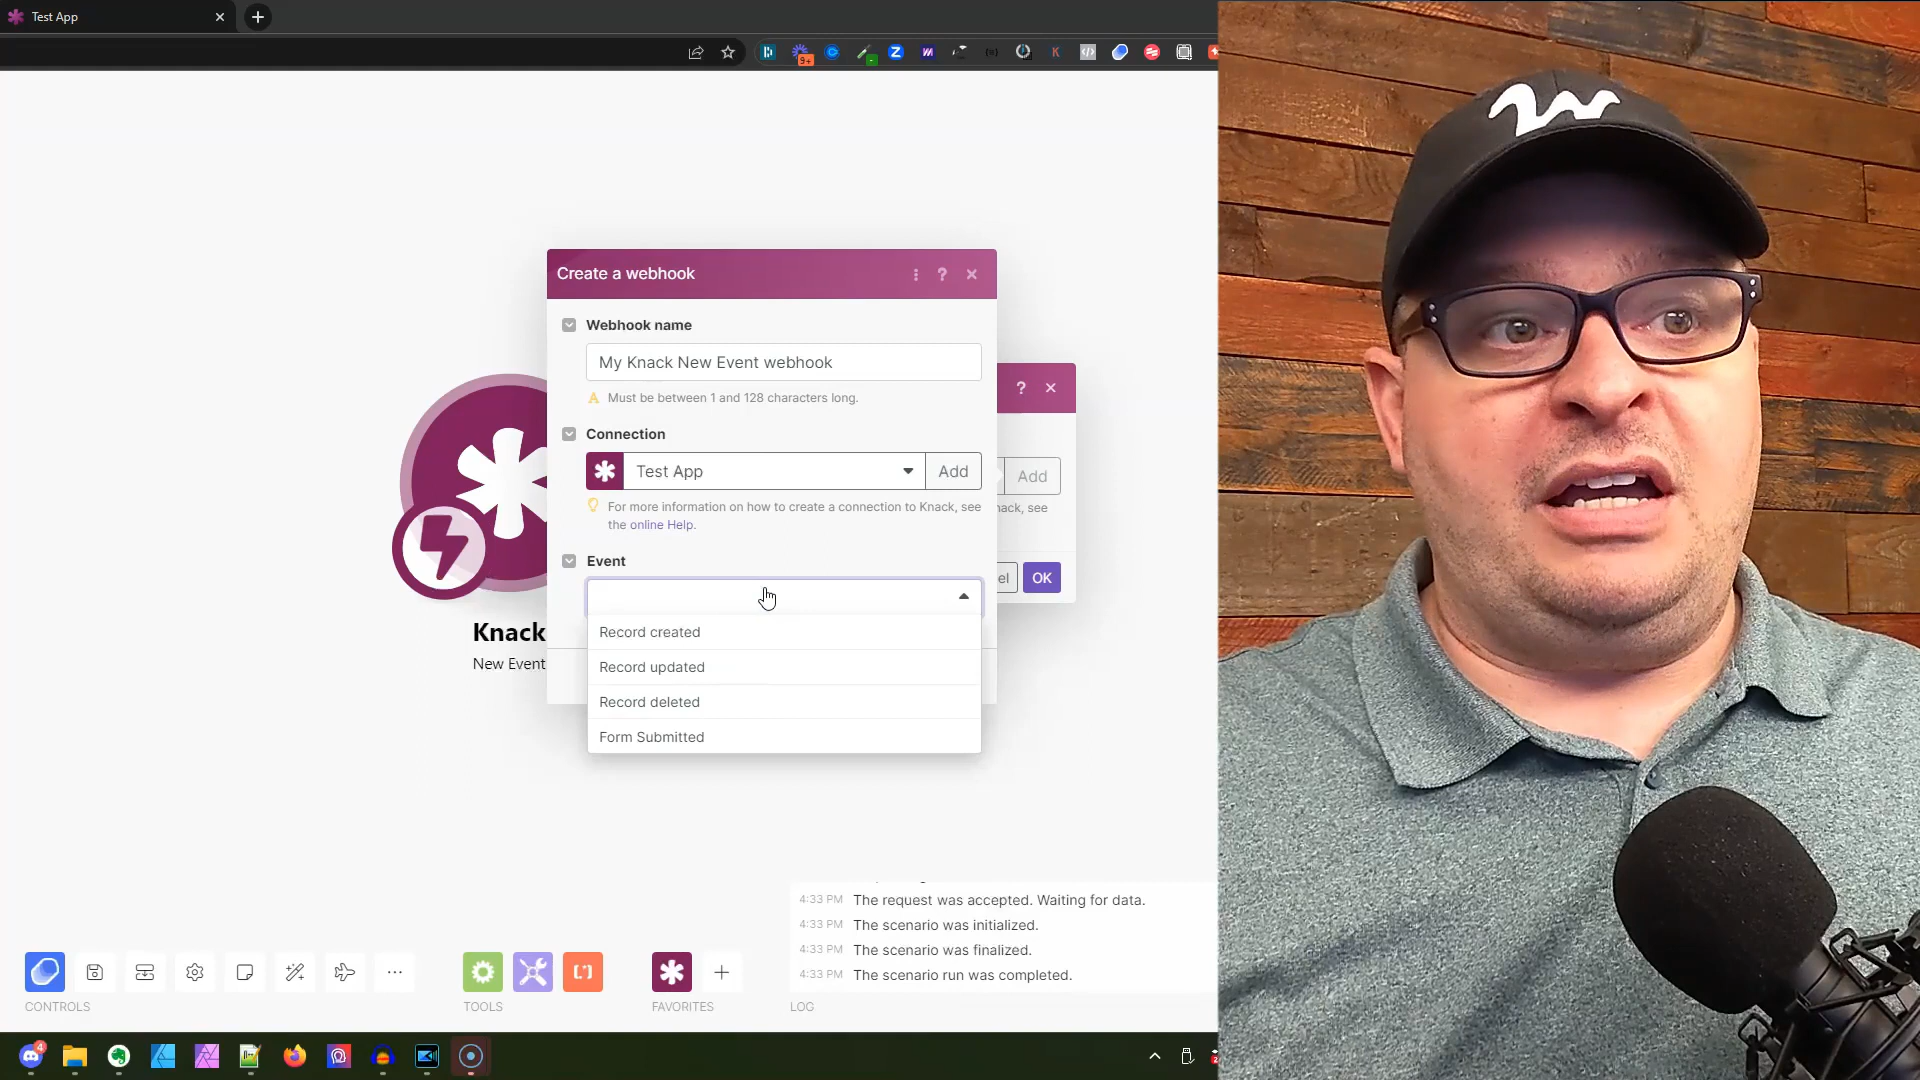 Test App
9+
Create a webhook
Webhook name
My Knack New Event webhook
Must be between 1 and 128 characters long.
Connection
Test App
Add
For more information on how to create a connection to Knack, see
the online Help.
Event
Record created
Record updated
Record deleted
Form Submitted
Add
nack, see
el
OK
Knack
New Event
4:33 PM The request was accepted. Waiting for data.
4:33 PM The scenario was initialized.
4:33 PM The scenario was finalized.
4:33 PM The scenario run was completed.
CONTROLS
TOOLS
FAVORITES
LOG
4
2